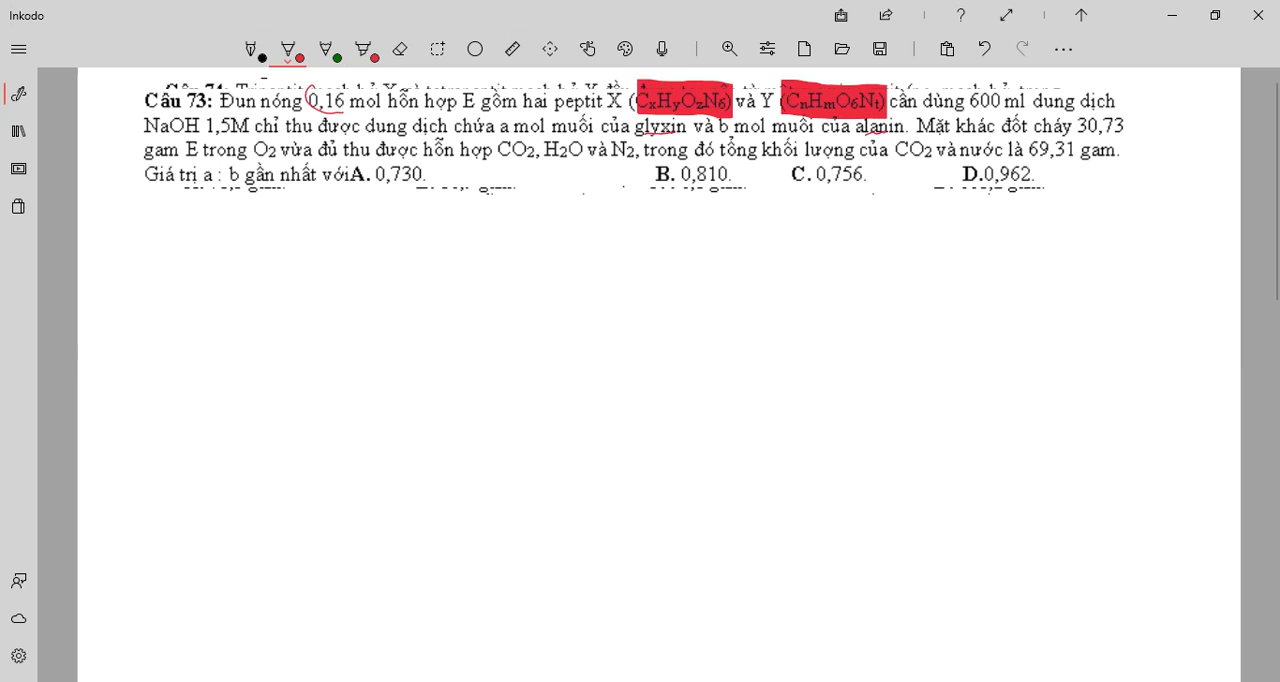 Inkodo
Câu 73: Đun nóng 0,16 mol hỗn hợp E gồm hai peptit X (CxHyOzN6) và Y (CnHmO6Nt) cần dùng 600 ml dung dịch
NaOH 1,5M chỉ thu được dung dịch chứa a mol muối của glyxin và b mol muối của alanin. Mặt khác đốt cháy 30,73
gam E trong O2 vừa đủ thu được hỗn hợp CO2, H2O và N2, trong đó tổng khối lượng của CO2 và nước là 69,31 gam.
Giá trị a : b gần nhất vớiA. 0,730. B. 0,810. C. 0,756. D.0,962.